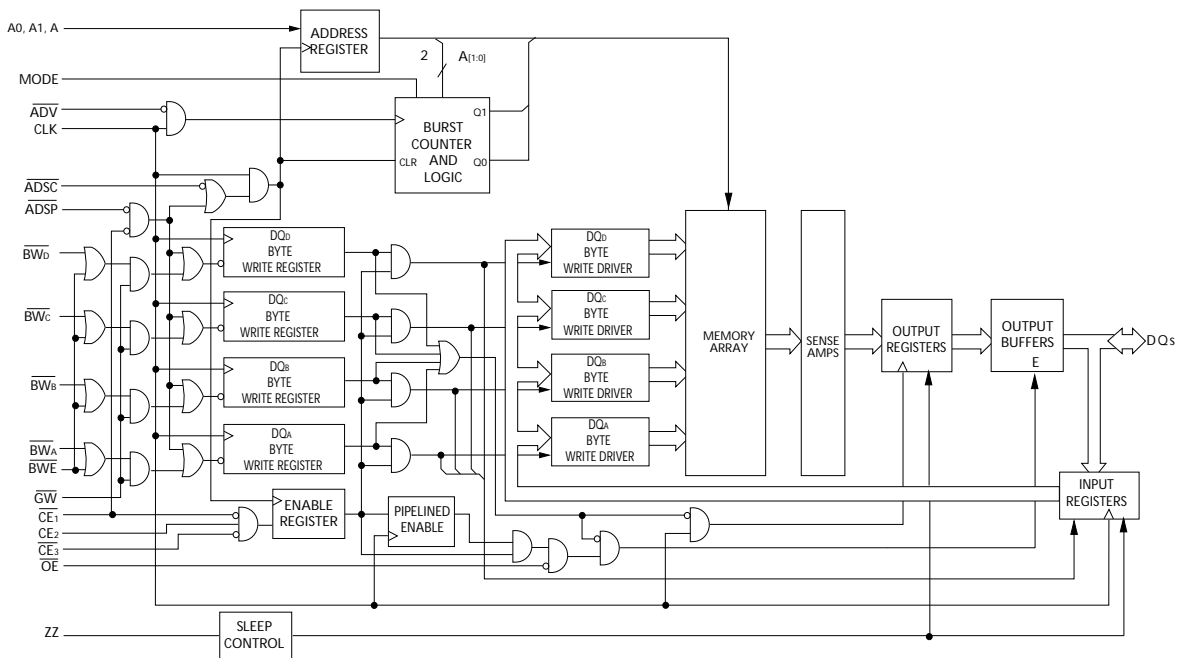 A0, A1, A
ADDRESS
REGISTER
2
A[1:0]
MODE
ADV
CLK
BURST
COUNTER
AND
LOGIC
CLR
Q1
Q0
ADSC
ADSP
BWD
DQD
BYTE
WRITE REGISTER
DQD
BYTE
WRITE DRIVER
BWC
DQC
BYTE
WRITE REGISTER
DQC
BYTE
WRITE DRIVER
MEMORY
ARRAY
SENSE
AMPS
OUTPUT
REGISTERS
OUTPUT
BUFFERS
E
DQs
BWB
DQB
BYTE
WRITE REGISTER
DQB
BYTE
WRITE DRIVER
BWA
BWE
DQA
BYTE
WRITE REGISTER
DQA
BYTE
WRITE DRIVER
GW
CE1
CE2
CE3
OE
ENABLE
REGISTER
PIPELINED
ENABLE
INPUT
REGISTERS
ZZ
SLEEP
CONTROL